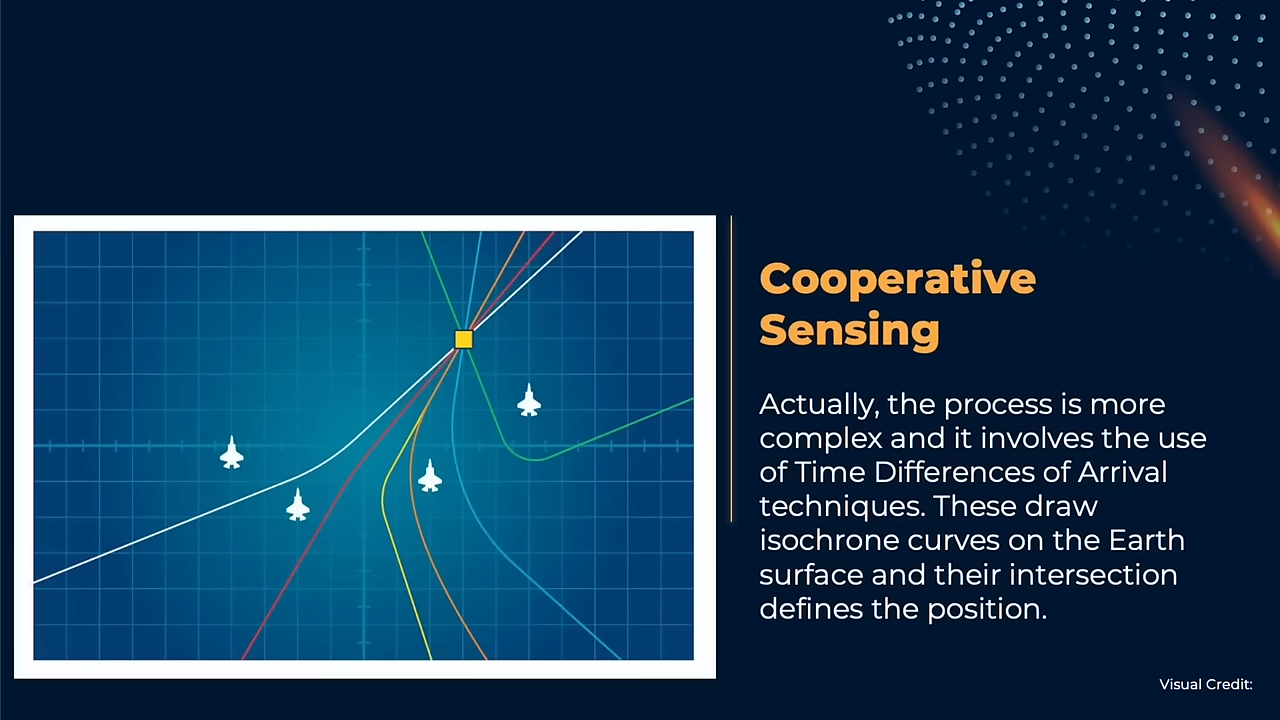 Cooperative
Sensing
Actually, the process is more
complex and it involves the use
of Time Differences of Arrival
techniques. These draw
isochrone curves on the Earth
surface and their intersection
defines the position.
Visual Credit: